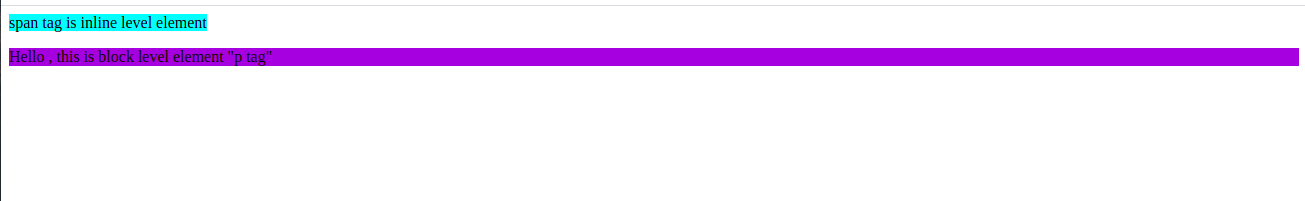 span tag is inline level element
Hello , this is block level element "p tag"